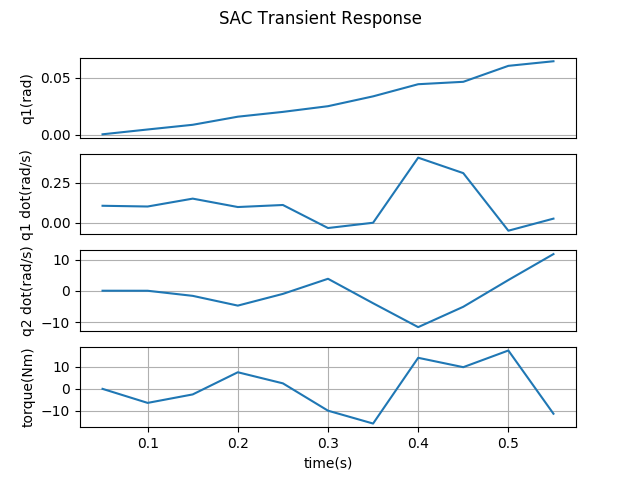 SAC Transient Response
q1(rad)
0.05
0.00
q1 dot(rad/s)
0.25
0.00
q2 dot(rad/s)
10
0
−10
torque(Nm)
10
0
−10
0.1 0.2 0.3 0.4 0.5
time(s)